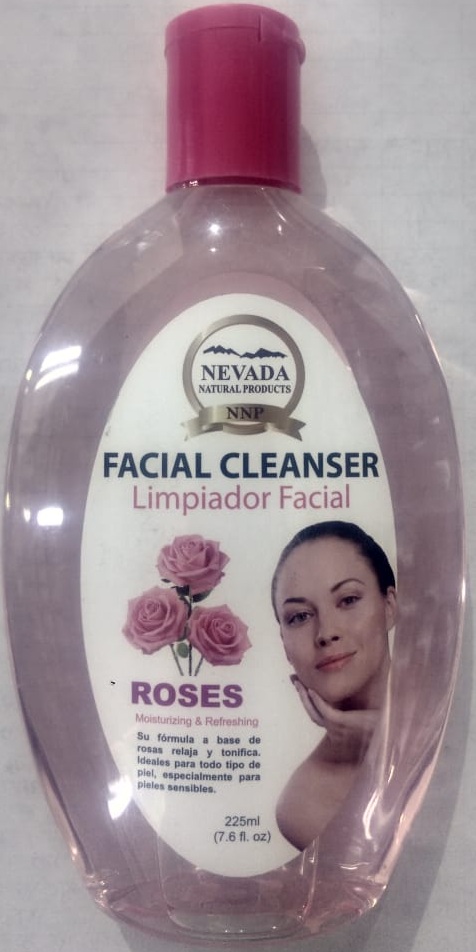 NEVADA
NATURAL PRODUCTS
NNP
FACIAL CLEANSER
Limpiador Facial
ROSES
Moisturizing & Refreshing
Su fórmula a base de
rosas relaja y tonifica.
Ideales para todo tipo de
piel, especialmente para
pieles sensibles.
225ml
(7.6 fl. oz)